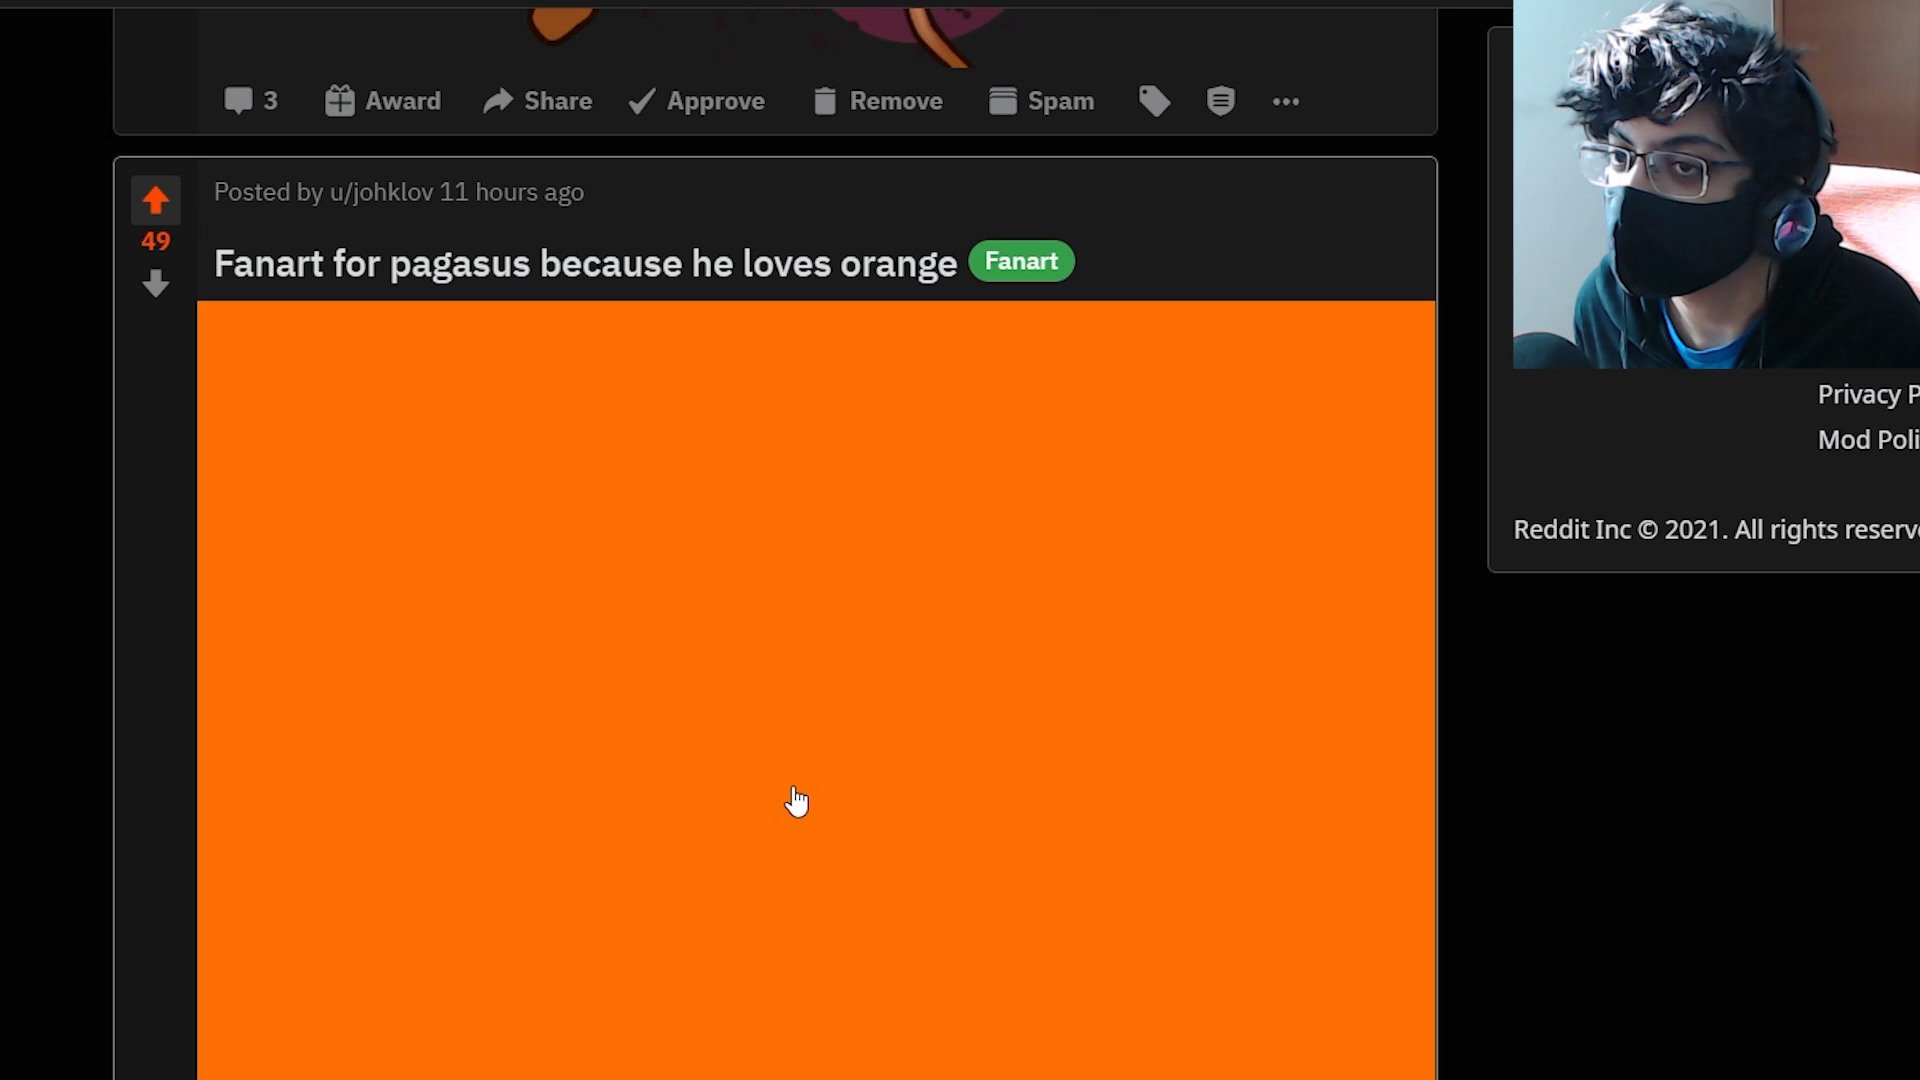 3 Award Share Approve Remove Spam
Posted by u/johklov 11 hours ago
49
Fanart for pagasus because he loves orange Fanart
Privacy P
Mod Poli
Reddit Inc © 2021. All rights reserve